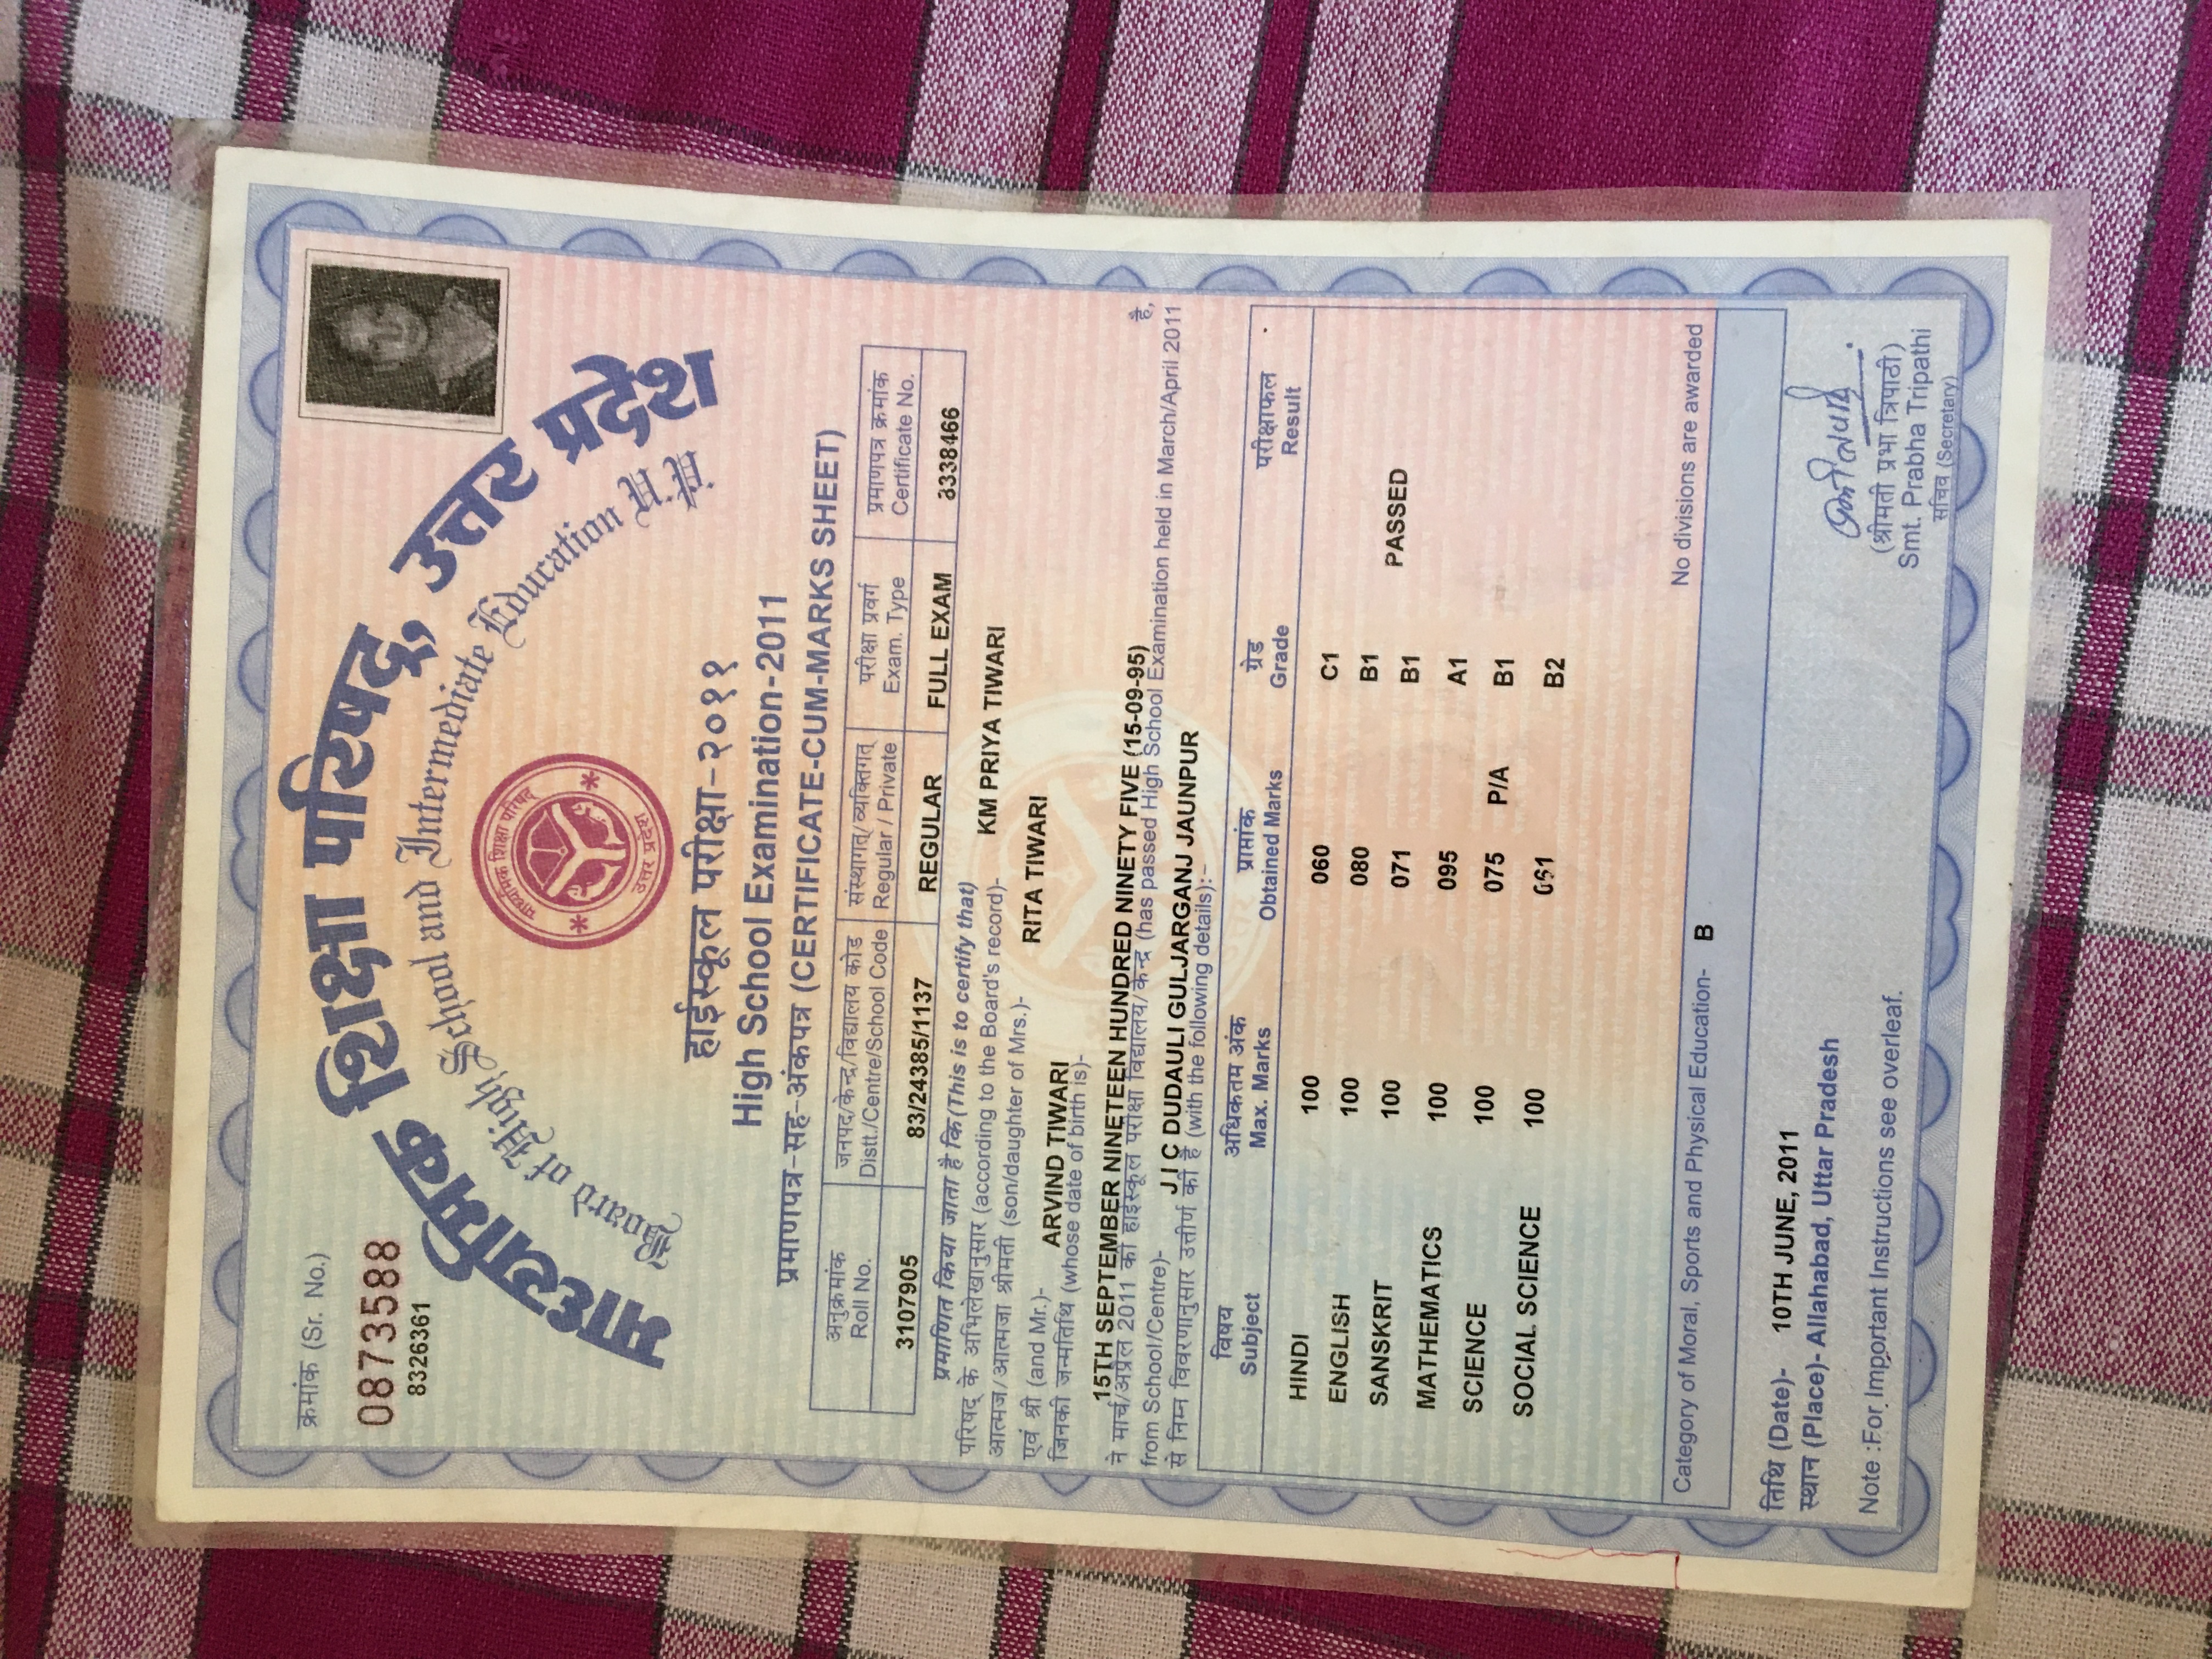 क्रमांक (Sr. No.)
0873588
8326361
माध्यमिक शिक्षा परिषद्, उत्तर प्रदेश
Board of High School and Intermediate Education U.P.
माध्यमिक शिक्षा परिषद्
उत्तर प्रदेश
हाईस्कूल परीक्षा-२०११
High School Examination-2011
प्रमाणपत्र-सह-अंकपत्र (CERTIFICATE-CUM-MARKS SHEET)
अनुक्रमांक जनपद/केन्द्र/विद्यालय कोड संस्थागत/व्यक्तिगत परीक्षा प्रवर्ग प्रमाणपत्र क्रमांक
Roll No. Distt./Centre/School Code Regular / Private Exam. Type Certificate No.
3107905 83/24385/1137 REGULAR FULL EXAM 3338466
प्रमाणित किया जाता है कि (This is to certify that)
परिषद् के अभिलेखानुसार (according to the Board's record)- KM PRIYA TIWARI
आत्मज/आत्मजा श्रीमती (son/daughter of Mrs.)- RITA TIWARI
एवं श्री (and Mr.)- ARVIND TIWARI
जिनकी जन्मतिथि (whose date of birth is)-
15TH SEPTEMBER NINETEEN HUNDRED NINETY FIVE (15-09-95) है,
ने मार्च/अप्रैल 2011 की हाईस्कूल परीक्षा विद्यालय/केन्द्र (has passed High School Examination held in March/April 2011
from School/Centre)- J I C DUDAULI GULJARGANJ JAUNPUR
से निम्न विवरणानुसार उत्तीर्ण की है (with the following details):-
विषय अधिकतम अंक प्राप्तांक ग्रेड परीक्षाफल
Subject Max. Marks Obtained Marks Grade Result
HINDI 100 060 C1
ENGLISH 100 080 B1
SANSKRIT 100 071 B1 PASSED
MATHEMATICS 100 095 A1
SCIENCE 100 075 P/A B1
SOCIAL SCIENCE 100 061 B2
Category of Moral, Sports and Physical Education- B No divisions are awarded
तिथि (Date)- 10TH JUNE, 2011
स्थान (Place)- Allahabad, Uttar Pradesh
(श्रीमती प्रभा त्रिपाठी)
Smt. Prabha Tripathi
सचिव (Secretary)
Note :For Important Instructions see overleaf.